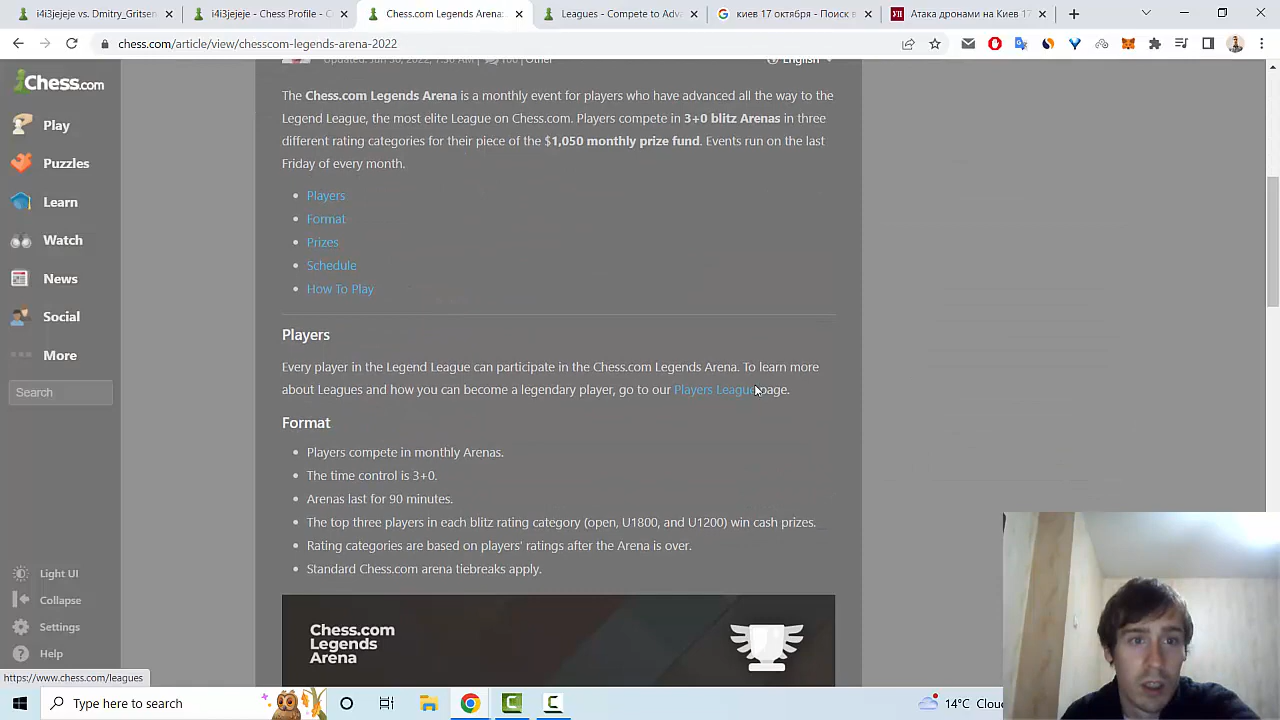 i4i3jejeje vs. Dmitry_Gritsen
i4i3jejeje - Chess Profile - C
Chess.com Legends Arena
Leagues - Compete to Adv
киев 17 октября - Поиск в
Атака дронами на Киев 17
chess.com/article/view/chesscom-legends-arena-2022
Chess.com
Play
Puzzles
Learn
Watch
News
Social
More
Search
Light UI
Collapse
Settings
Help
Updated: Jun 30, 2022, 1:30 AM | 100 | Other
English
The Chess.com Legends Arena is a monthly event for players who have advanced all the way to the
Legend League, the most elite League on Chess.com. Players compete in 3+0 blitz Arenas in three
different rating categories for their piece of the $1,050 monthly prize fund. Events run on the last
Friday of every month.
• Players
• Format
• Prizes
• Schedule
• How To Play
Players
Every player in the Legend League can participate in the Chess.com Legends Arena. To learn more
about Leagues and how you can become a legendary player, go to our Players League page.
Format
• Players compete in monthly Arenas.
• The time control is 3+0.
• Arenas last for 90 minutes.
• The top three players in each blitz rating category (open, U1800, and U1200) win cash prizes.
• Rating categories are based on players' ratings after the Arena is over.
• Standard Chess.com arena tiebreaks apply.
Chess.com
Legends
Arena
https://www.chess.com/leagues
Type here to search
14°C Clou